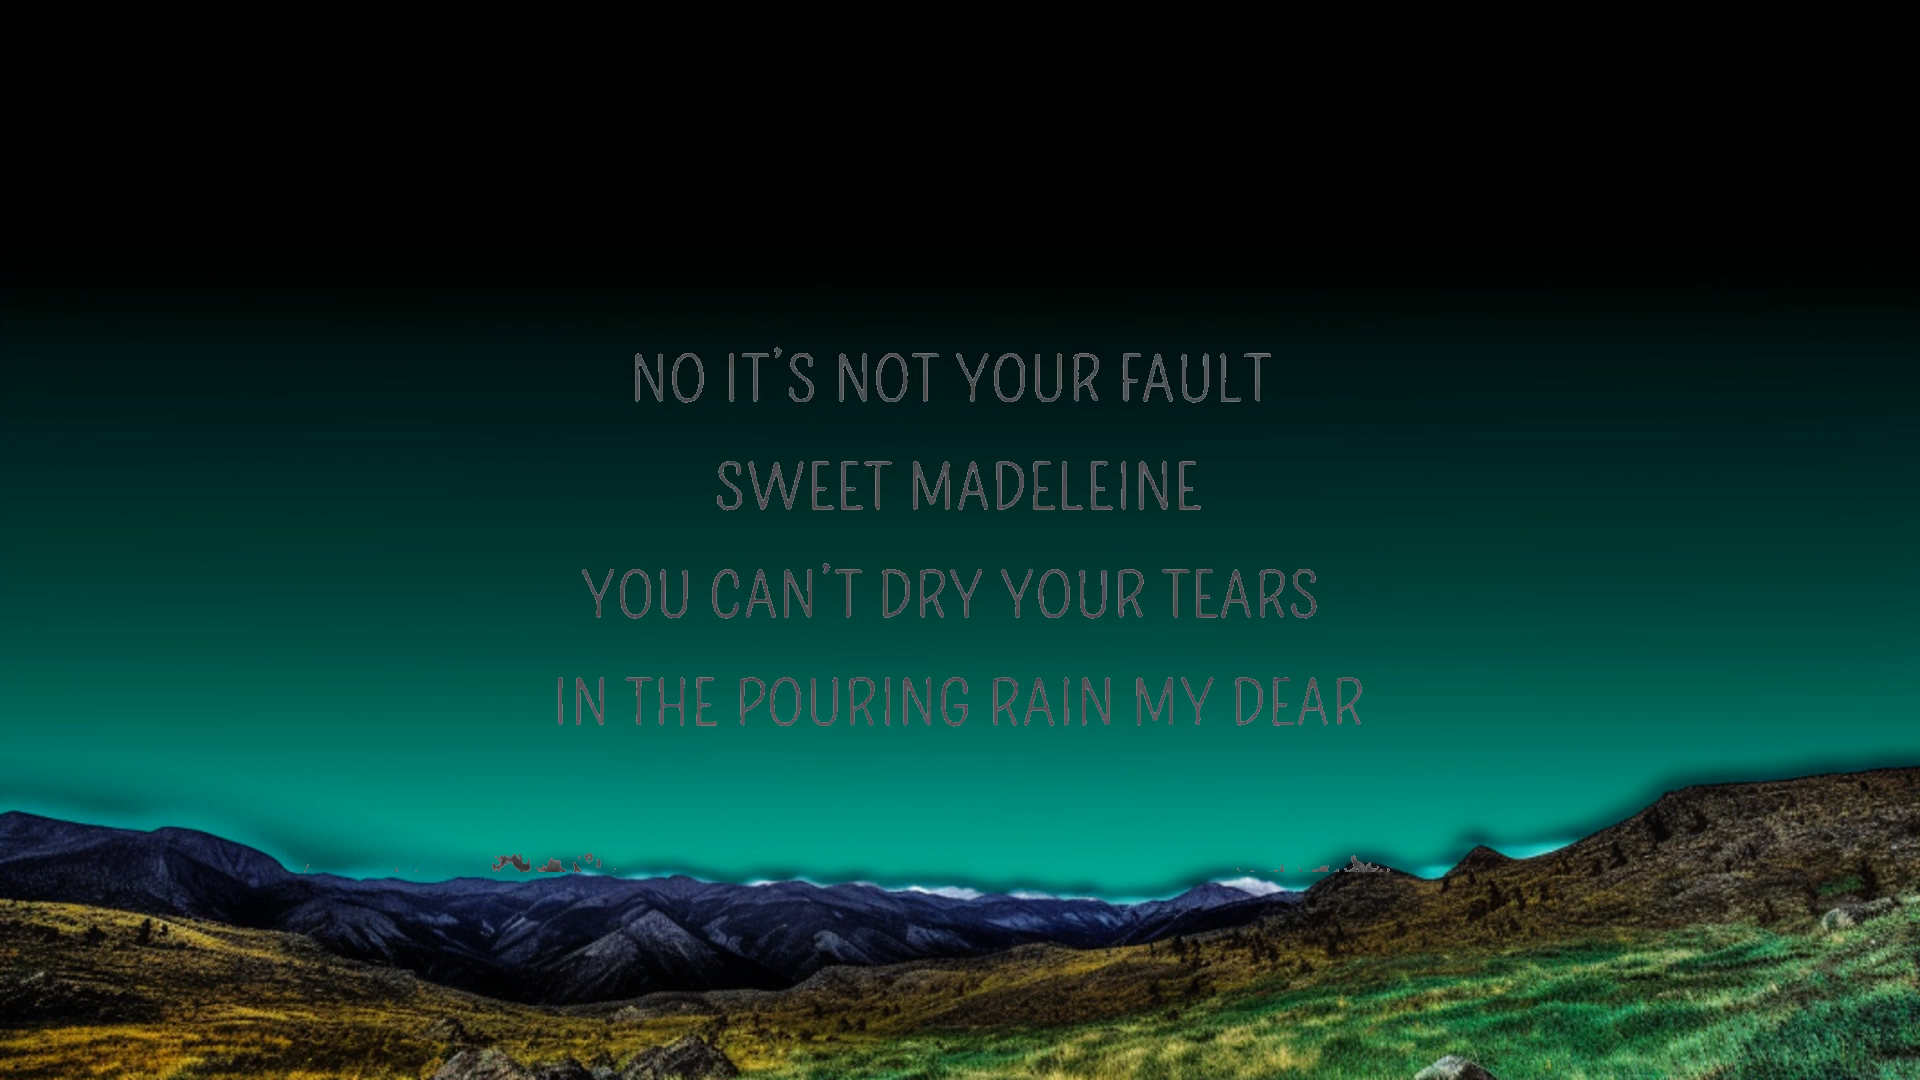 NO IT'S NOT YOUR FAULT
SWEET MADELEINE
YOU CAN'T DRY YOUR TEARS
IN THE POURING RAIN MY DEAR